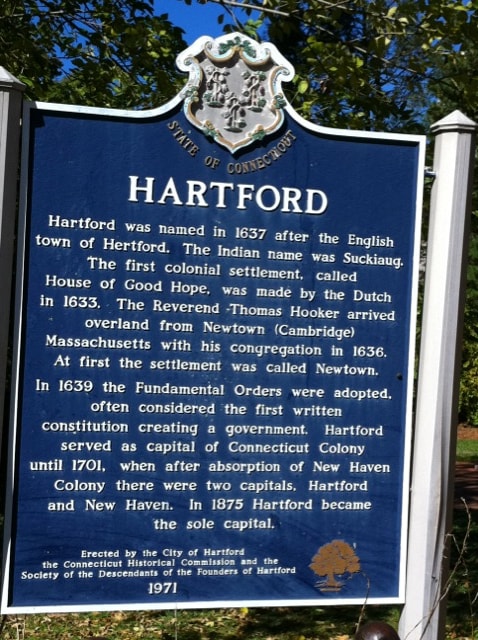 STATE OF CONNECTICUT
HARTFORD
Hartford was named in 1637 after the English
town of Hertford. The Indian name was Suckiaug.
The first colonial settlement, called
House of Good Hope, was made by the Dutch
in 1633. The Reverend Thomas Hooker arrived
overland from Newtown (Cambridge)
Massachusetts with his congregation in 1636.
At first the settlement was called Newtown.
In 1639 the Fundamental Orders were adopted,
often considered the first written
constitution creating a government. Hartford
served as capital of Connecticut Colony
until 1701, when after absorption of New Haven
Colony there were two capitals, Hartford
and New Haven. In 1875 Hartford became
the sole capital.
Erected by the City of Hartford
the Connecticut Historical Commission and the
Society of the Descendants of the Founders of Hartford
1971